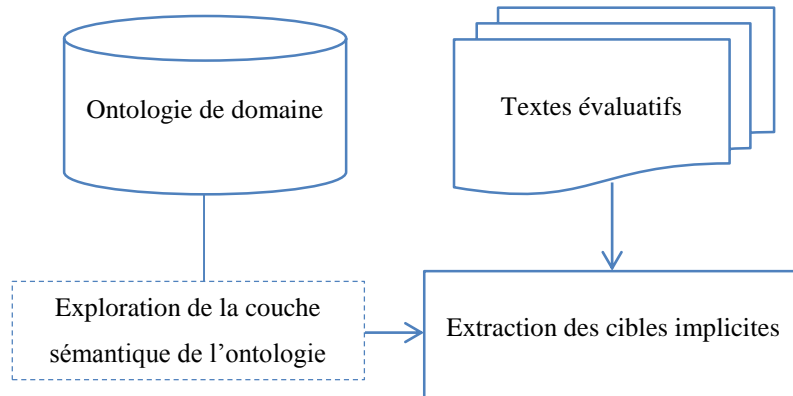 Ontologie de domaine
Textes évaluatifs
Exploration de la couche
sémantique de l’ontologie
Extraction des cibles implicites